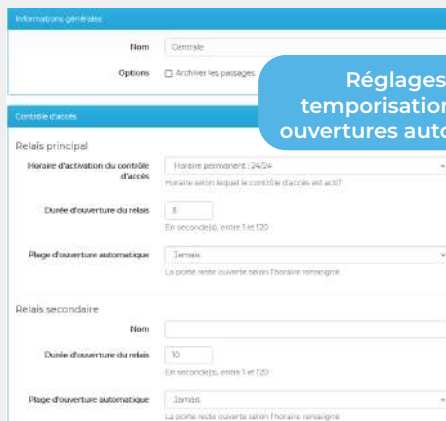 Informations générales
Nom
Centrale
Options
Archiver les passages
Réglages
temporisation
ouvertures auto
Contrôle d'accès
Relais principal
Horaire d'activation du contrôle
d'accès
Horaire permanent : 24/24
Horaire selon lequel le contrôle d'accès est actif
Durée d'ouverture du relais
En seconde(s), entre 1 et 120
Plage d'ouverture automatique
Jamais
La porte reste ouverte selon l'horaire renseigné
Relais secondaire
Nom
Durée d'ouverture du relais
10
En seconde(s), entre 1 et 120
Plage d'ouverture automatique
Jamais
La porte reste ouverte selon l'horaire renseigné